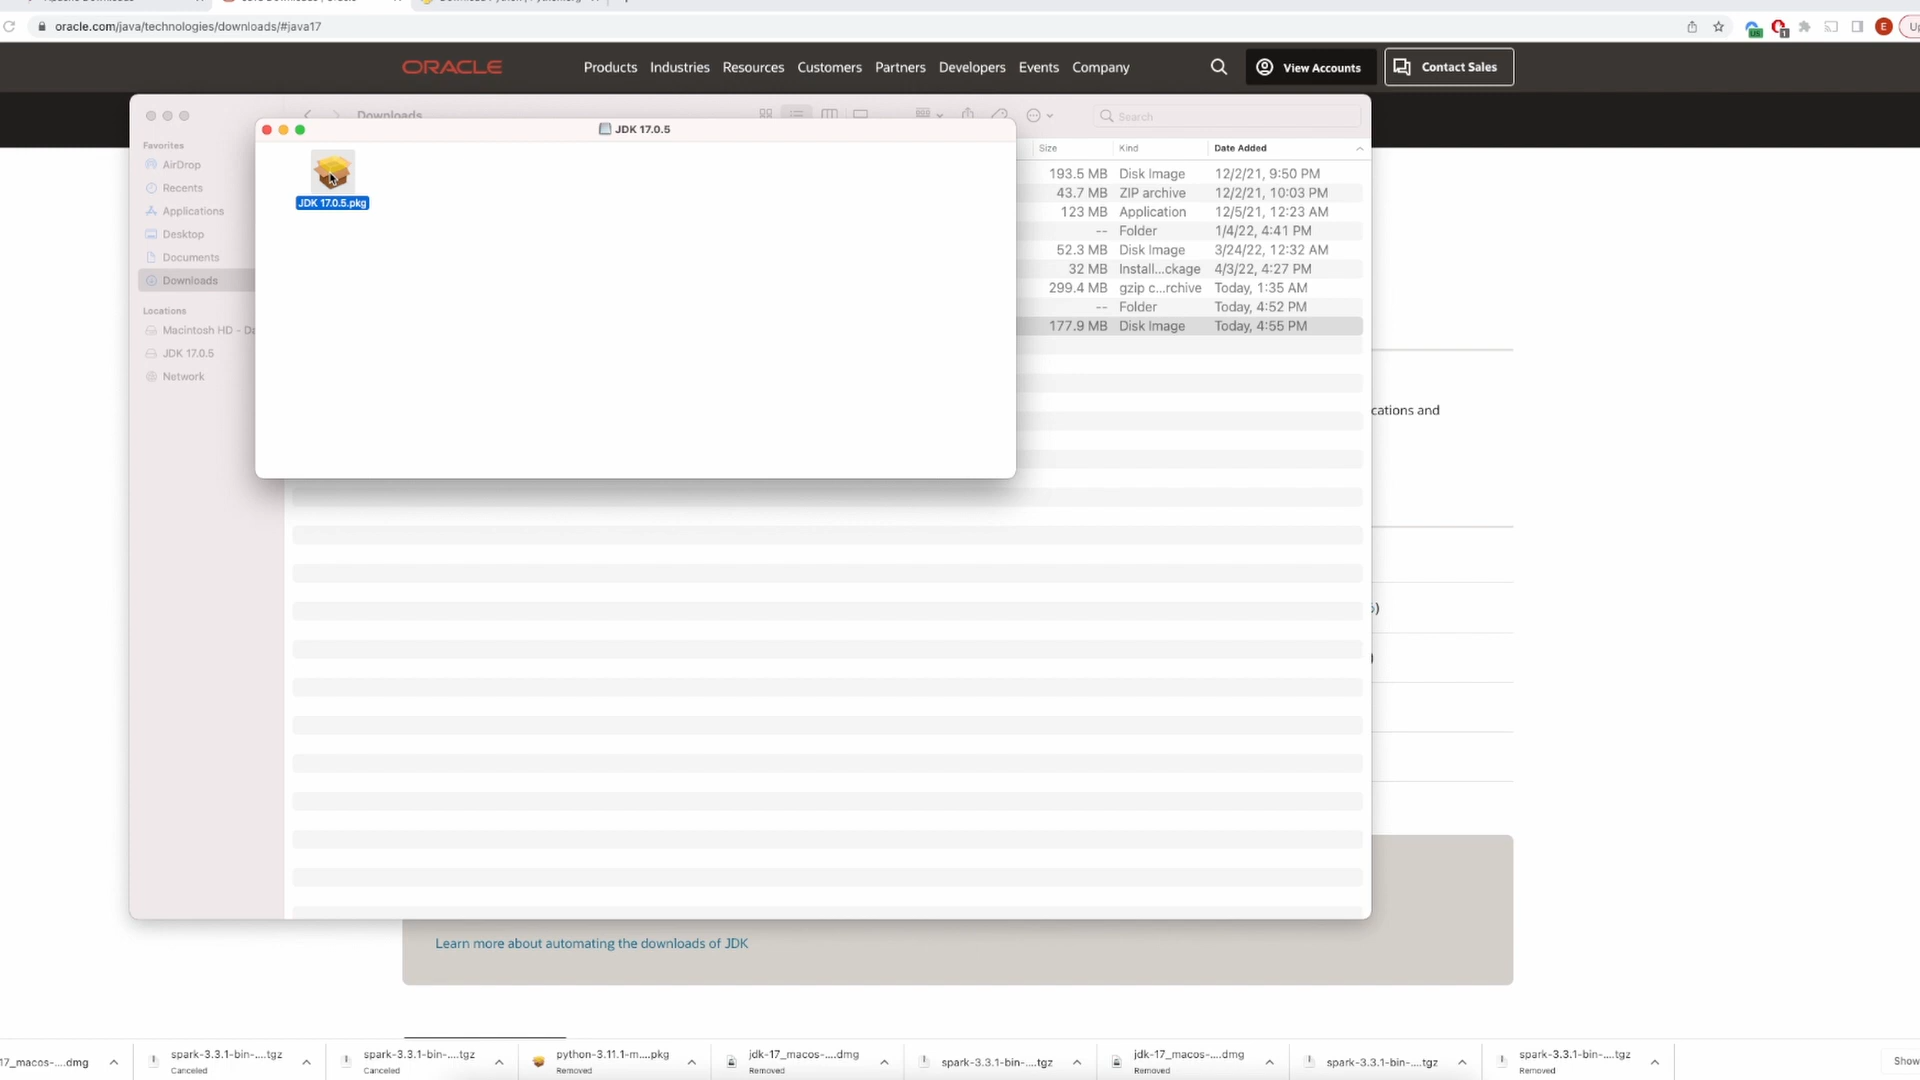 oracle.com/java/technologies/downloads/#java17
US
1
E
ORACLE
Products
Industries
Resources
Customers
Partners
Developers
Events
Company
View Accounts
Contact Sales
Downloads
Search
JDK 17.0.5
JDK 17.0.5.pkg
Favorites
AirDrop
Recents
Applications
Desktop
Documents
Downloads
Locations
Macintosh HD - Da
JDK 17.0.5
Network
Size Kind Date Added
193.5 MB Disk Image 12/2/21, 9:50 PM
43.7 MB ZIP archive 12/2/21, 10:03 PM
123 MB Application 12/5/21, 12:23 AM
-- Folder 1/4/22, 4:41 PM
52.3 MB Disk Image 3/24/22, 12:32 AM
32 MB Install...ckage 4/3/22, 4:27 PM
299.4 MB gzip c...rchive Today, 1:35 AM
-- Folder Today, 4:52 PM
177.9 MB Disk Image Today, 4:55 PM
cations and
)
)
Learn more about automating the downloads of JDK
17_macos-....dmg
spark-3.3.1-bin-....tgz
Canceled
spark-3.3.1-bin-....tgz
Canceled
python-3.11.1-m....pkg
Removed
jdk-17_macos-....dmg
Removed
spark-3.3.1-bin-....tgz
jdk-17_macos-....dmg
Removed
spark-3.3.1-bin-....tgz
spark-3.3.1-bin-....tgz
Removed
Show